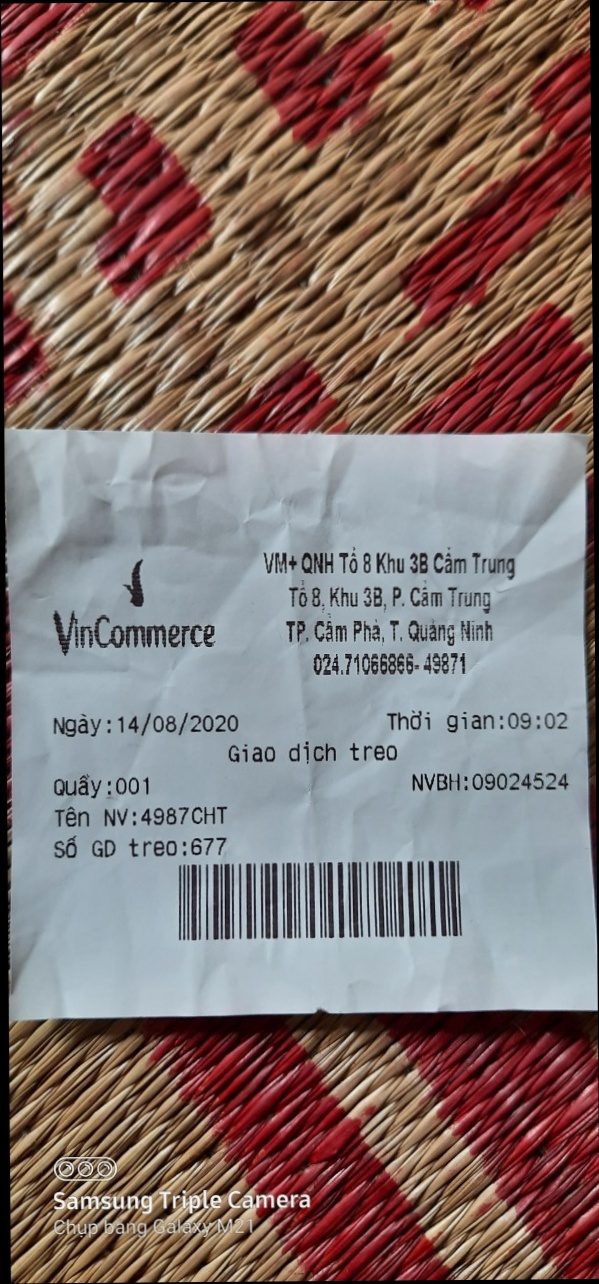 VinCommerce
VM+ QNH Tổ 8 Khu 3B Cẩm Trung
Tổ 8, Khu 3B, P. Cẩm Trung
TP. Cẩm Phả, T. Quảng Ninh
024.71066866- 49871
Ngày:14/08/2020 Thời gian:09:02
Giao dịch treo
Quầy:001 NVBH:09024524
Tên NV:4987CHT
Số GD treo:677
Samsung Triple Camera
Chụp bằng Galaxy M21